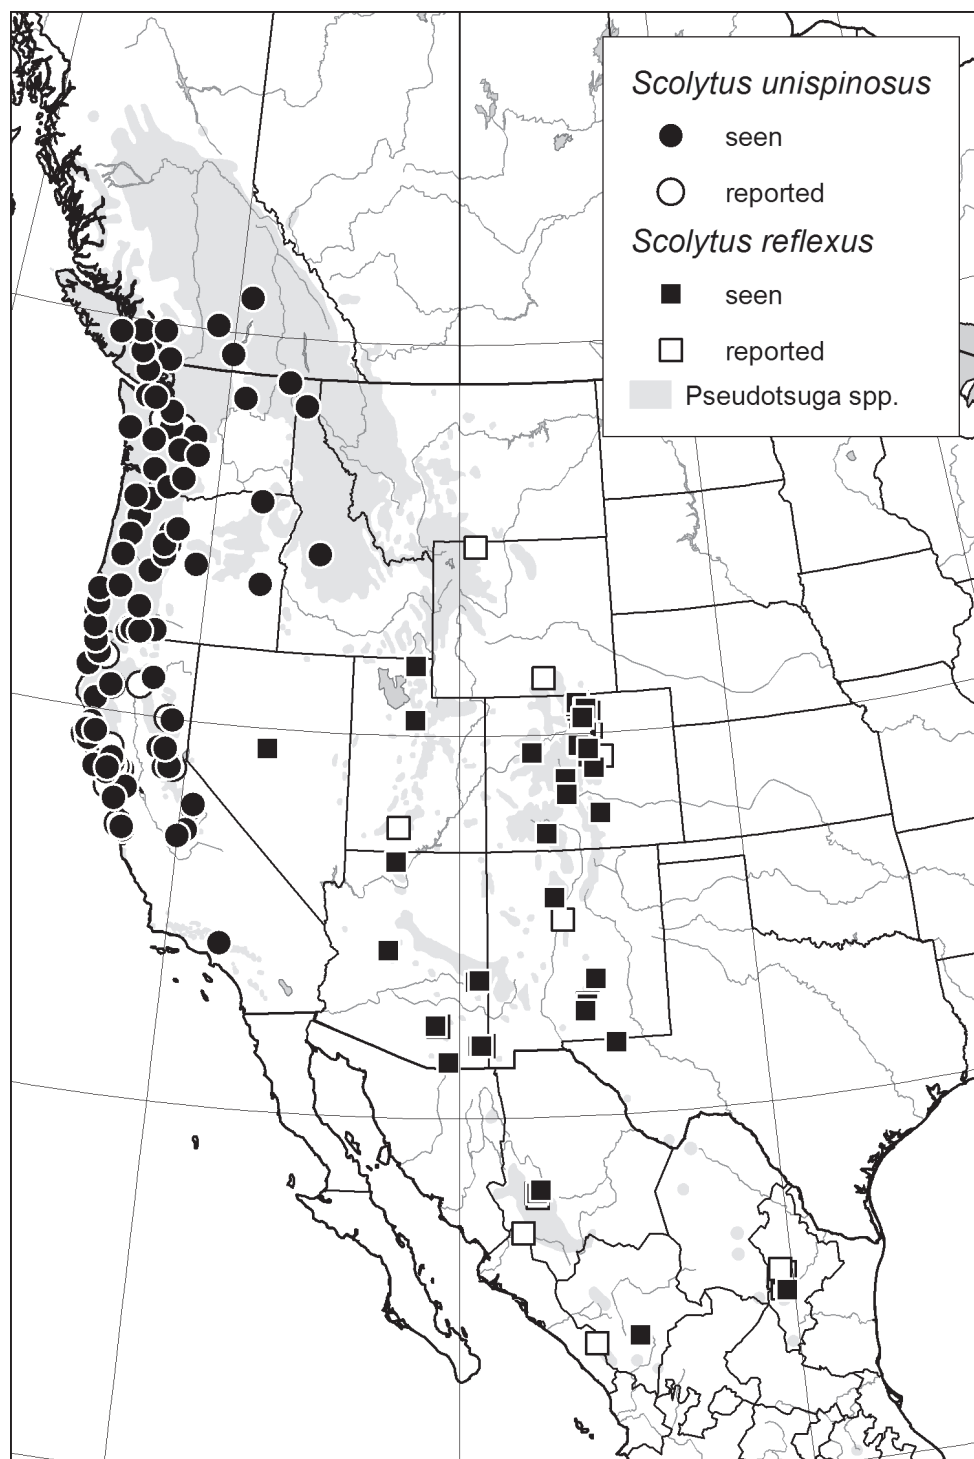 Scolytus unispinosus
seen
reported
Scolytus reflexus
seen
reported
Pseudotsuga spp.